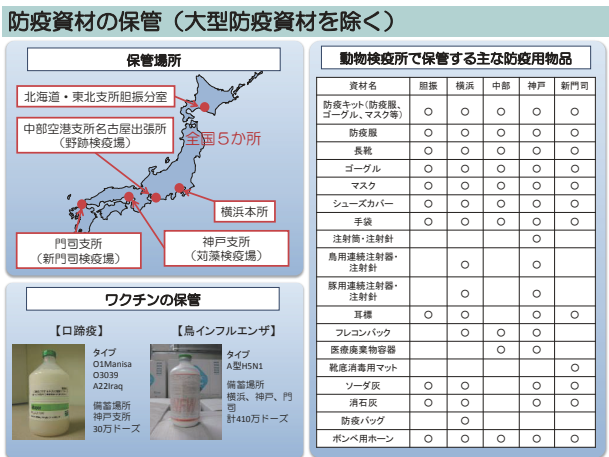 防疫資材の保管（大型防疫資材を除く）
保管場所
北海道・東北支所胆振分室
中部空港支所名古屋出張所
（野跡検疫場）
全国５か所
横浜本所
門司支所
（新門司検疫場）
神戸支所
（苅藻検疫場）
ワクチンの保管
【口蹄疫】
タイプ
O1Manisa
O3039
A22Iraq
備蓄場所
神戸支所
30万ドーズ
【鳥インフルエンザ】
タイプ
A型H5N1
備蓄場所
横浜、神戸、門
司
計410万ドーズ
動物検疫所で保管する主な防疫用物品
資材名 胆振 横浜 中部 神戸 新門司
防疫キット（防疫服、
ゴーグル、マスク等） ○ ○ ○ ○ ○
防疫服 ○ ○ ○ ○ ○
長靴 ○ ○ ○ ○ ○
ゴーグル ○ ○ ○ ○ ○
マスク ○ ○ ○ ○ ○
シューズカバー ○ ○ ○ ○ ○
手袋 ○ ○ ○ ○ ○
注射筒・注射針 ○
鳥用連続注射器・
注射針 ○ ○
豚用連続注射器・
注射針 ○ ○
耳標 ○ ○ ○ ○
フレコンバック ○ ○ ○
医療廃棄物容器 ○ ○
靴底消毒用マット ○
ソーダ灰 ○ ○ ○ ○
消石灰 ○ ○ ○ ○
防疫バッグ ○
ボンベ用ホーン ○ ○ ○ ○ ○